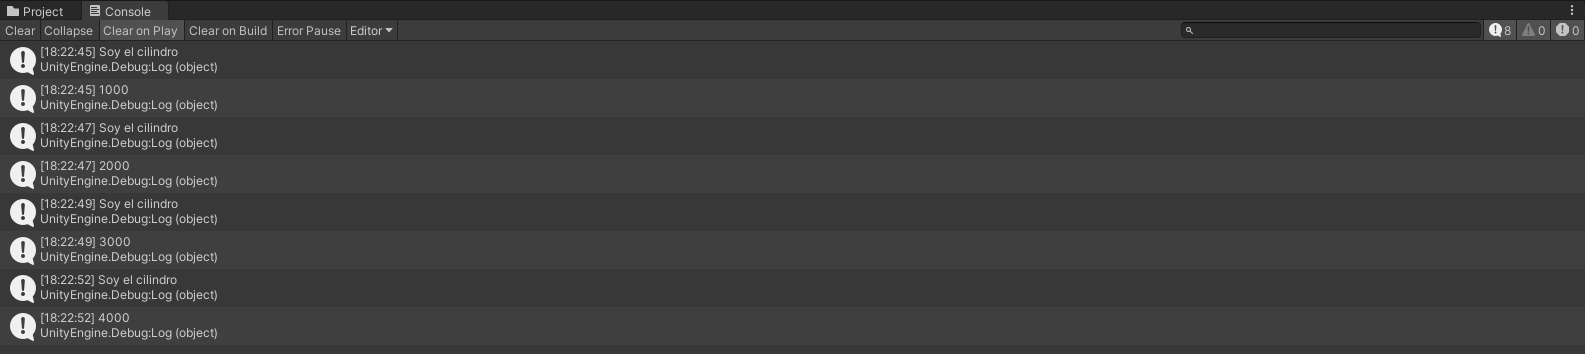 Project Console
Clear Collapse Clear on Play Clear on Build Error Pause Editor 8 0 0
[18:22:45] Soy el cilindro
UnityEngine.Debug:Log (object)
[18:22:45] 1000
UnityEngine.Debug:Log (object)
[18:22:47] Soy el cilindro
UnityEngine.Debug:Log (object)
[18:22:47] 2000
UnityEngine.Debug:Log (object)
[18:22:49] Soy el cilindro
UnityEngine.Debug:Log (object)
[18:22:49] 3000
UnityEngine.Debug:Log (object)
[18:22:52] Soy el cilindro
UnityEngine.Debug:Log (object)
[18:22:52] 4000
UnityEngine.Debug:Log (object)